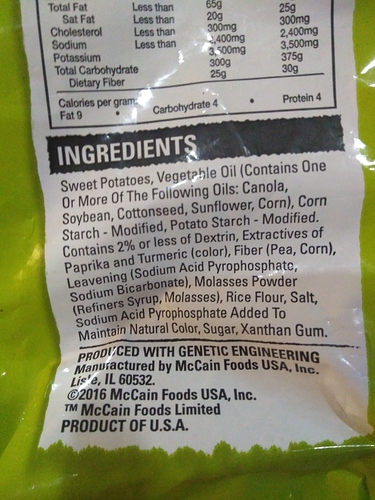 Total Fat Less than 65g 25g
Sat Fat Less than 20g 300mg
Cholesterol Less than 300mg 2,400mg
Sodium Less than 2,400mg 3,500mg
Potassium 3,500mg 375g
Total Carbohydrate 300g 30g
Dietary Fiber 25g
Calories per gram:
Fat 9 • Carbohydrate 4 • Protein 4
INGREDIENTS
Sweet Potatoes, Vegetable Oil (Contains One
Or More Of The Following Oils: Canola,
Soybean, Cottonseed, Sunflower, Corn), Corn
Starch - Modified, Potato Starch - Modified.
Contains 2% or less of Dextrin, Extractives of
Paprika and Turmeric (color), Fiber (Pea, Corn),
Leavening (Sodium Acid Pyrophosphate,
Sodium Bicarbonate), Molasses Powder
(Refiners Syrup, Molasses), Rice Flour, Salt,
Sodium Acid Pyrophosphate Added To
Maintain Natural Color, Sugar, Xanthan Gum.
PRODUCED WITH GENETIC ENGINEERING
Manufactured by McCain Foods USA, Inc.
Lisle, IL 60532.
©2016 McCain Foods USA, Inc.
™ McCain Foods Limited
PRODUCT OF U.S.A.